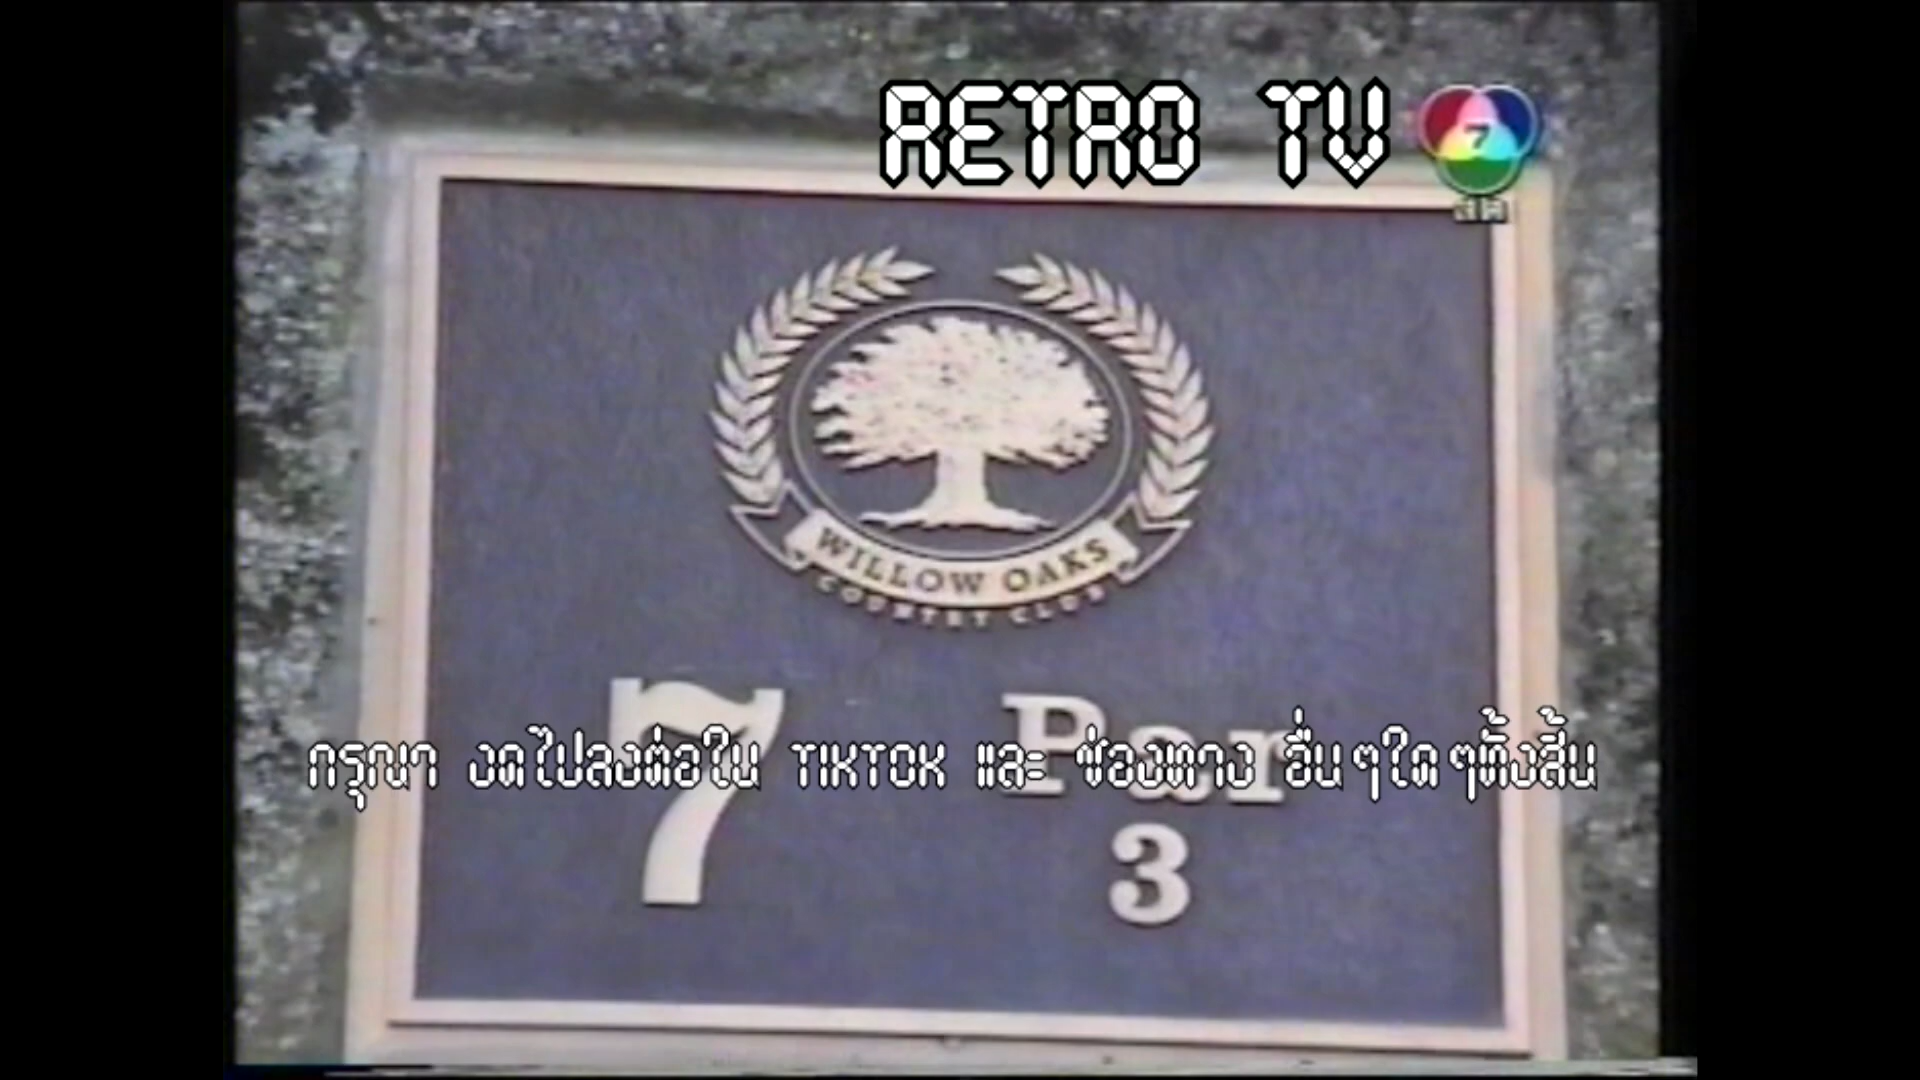 RETRO TV
7
สด
WILLOW OAKS
COUNTRY CLUB
7 Par
3
กรุณา งดไปลงต่อใน TIKTOK และ ช่องทาง อื่นๆใดๆทั้งสิ้น